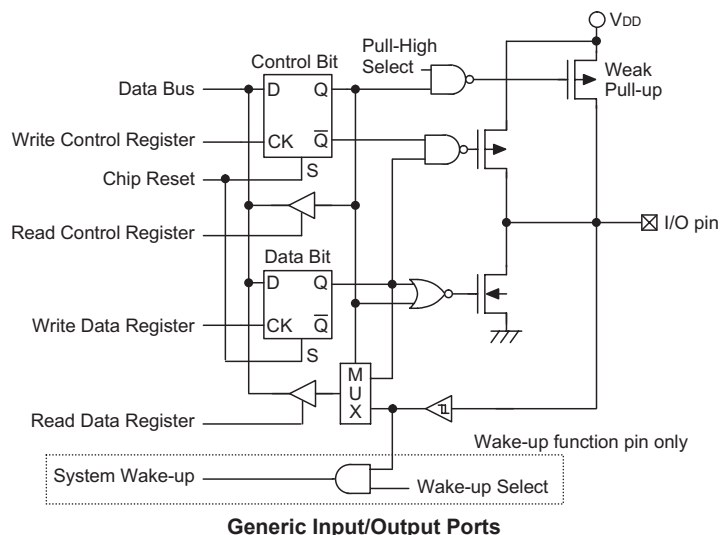 VDD
Pull-High
Select
Control Bit
Weak
Pull-up
Data Bus
D Q
Write Control Register
CK Q
Chip Reset
S
I/O pin
Read Control Register
Data Bit
D Q
Write Data Register
CK Q
S
M
U
X
Read Data Register
Wake-up function pin only
System Wake-up
Wake-up Select
Generic Input/Output Ports